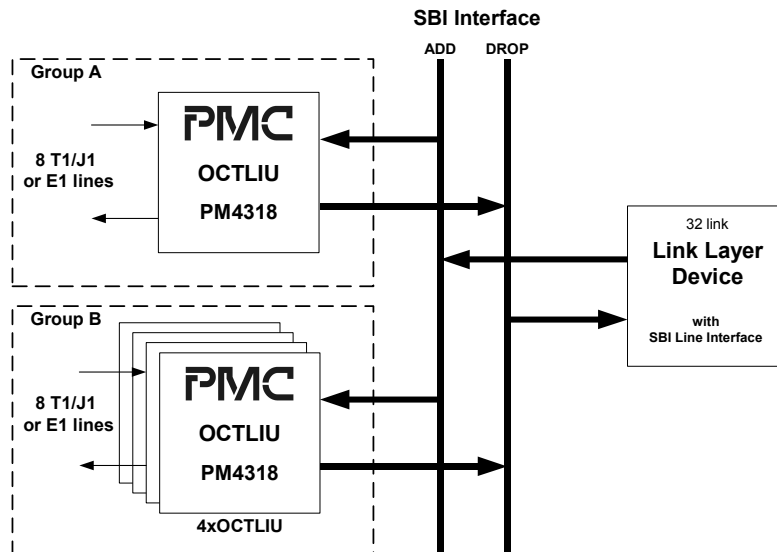 SBI Interface
ADD DROP
Group A
PMC
8 T1/J1
or E1 lines
OCTLIU
PM4318
32 link
Link Layer
Device
with
SBI Line Interface
Group B
PMC
8 T1/J1
or E1 lines
OCTLIU
PM4318
4xOCTLIU